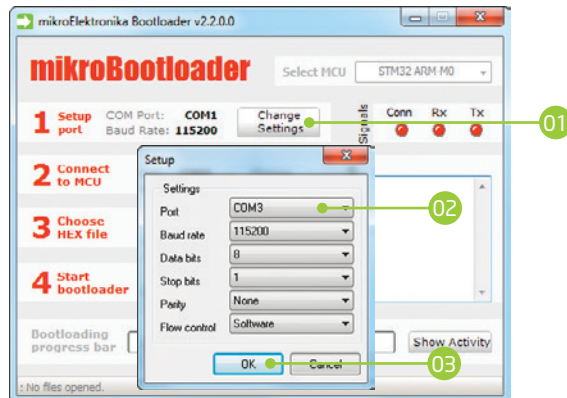 mikroElektronika Bootloader v2.2.0.0
mikroBootloader
Select MCU
STM32 ARM M0
1 Setup port
COM Port: COM1
Baud Rate: 115200
Change Settings
01
Signals
Conn Rx Tx
2 Connect to MCU
3 Choose HEX file
4 Start bootloader
Setup
Settings
Port COM3
02
Baud rate 115200
Data bits 8
Stop bits 1
Parity None
Flow control Software
OK Cancel
03
Bootloading progress bar
Show Activity
: No files opened.